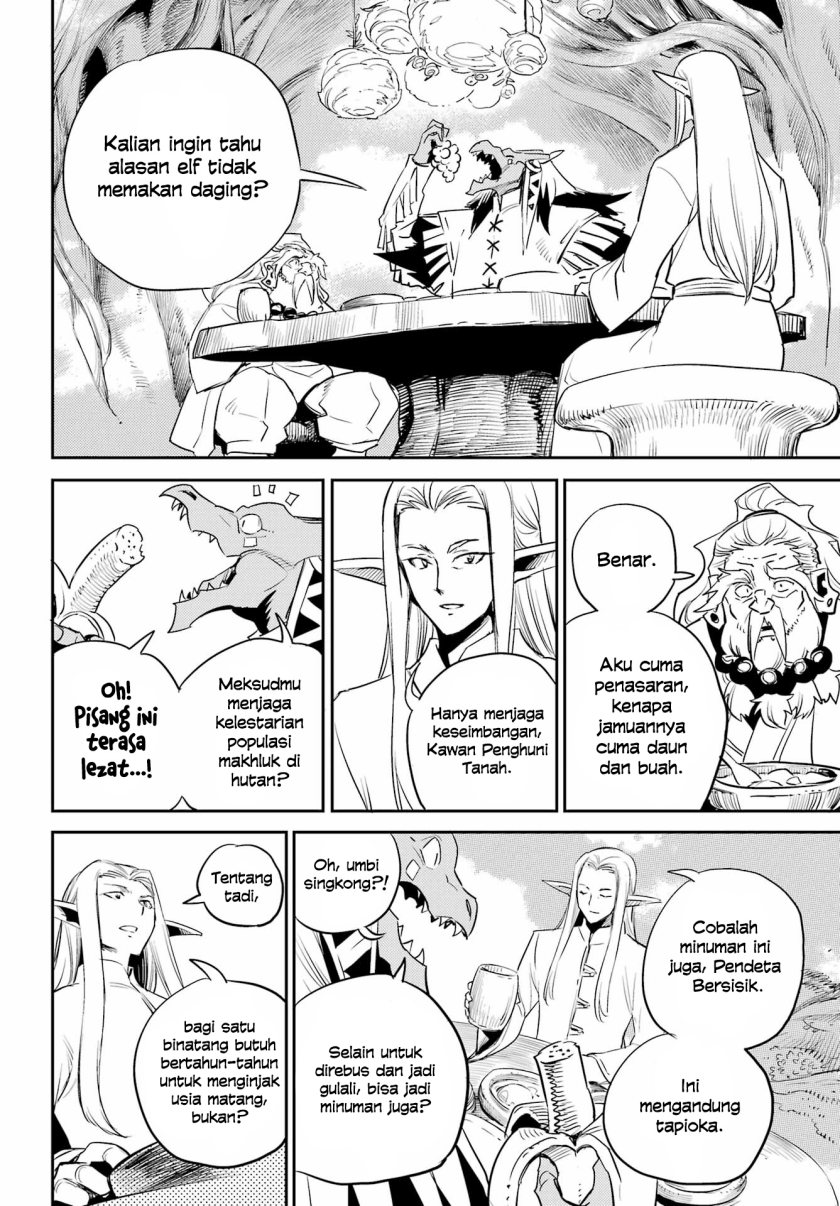 Kalian ingin tahu
alasan elf tidak
memakan daging?
Benar.
Aku cuma
penasaran,
kenapa
jamuannya
cuma daun
dan buah.
Hanya menjaga
keseimbangan,
Kawan Penghuni
Tanah.
Meksudmu
menjaga
kelestarian
populasi
makhluk di
hutan?
Oh!
Pisang ini
terasa
lezat...!
Cobalah
minuman ini
juga, Pendeta
Bersisik.
Ini
mengandung
tapioka.
Oh, umbi
singkong?!
Selain untuk
direbus dan jadi
gulali, bisa jadi
minuman juga?
Tentang
tadi,
bagi satu
binatang butuh
bertahun-tahun
untuk menginjak
usia matang,
bukan?